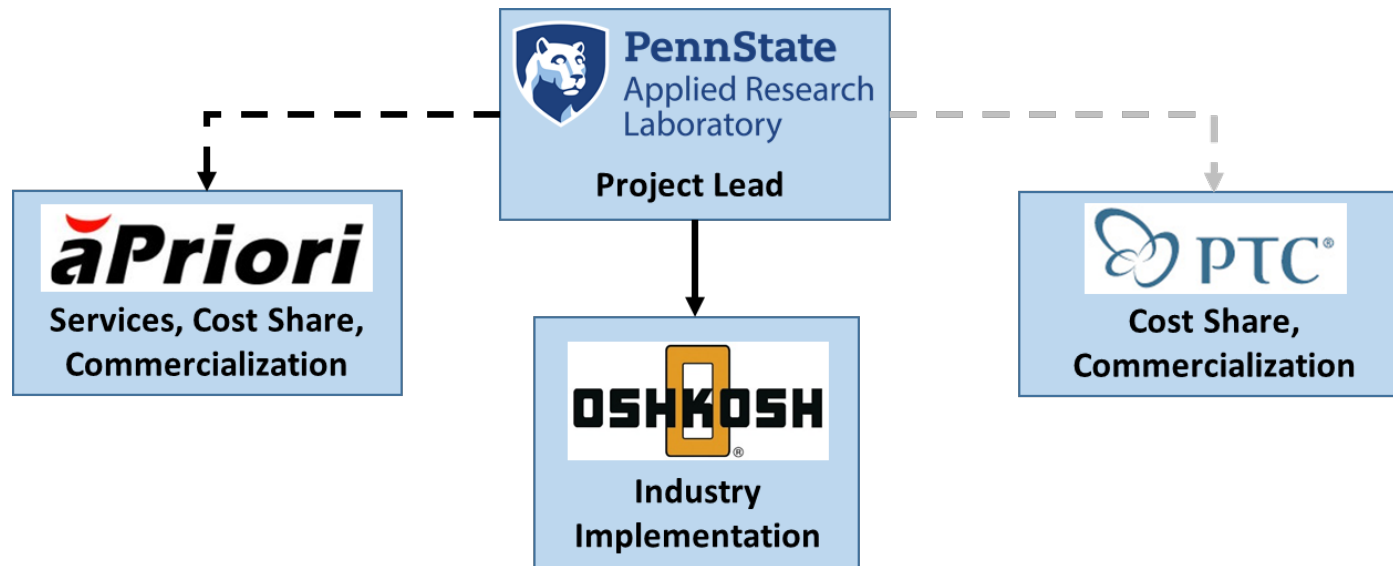 PennState
Applied Research
Laboratory
Project Lead
aPriori
Services, Cost Share,
Commercialization
PTC®
Cost Share,
Commercialization
OSHKOSH
®
Industry
Implementation